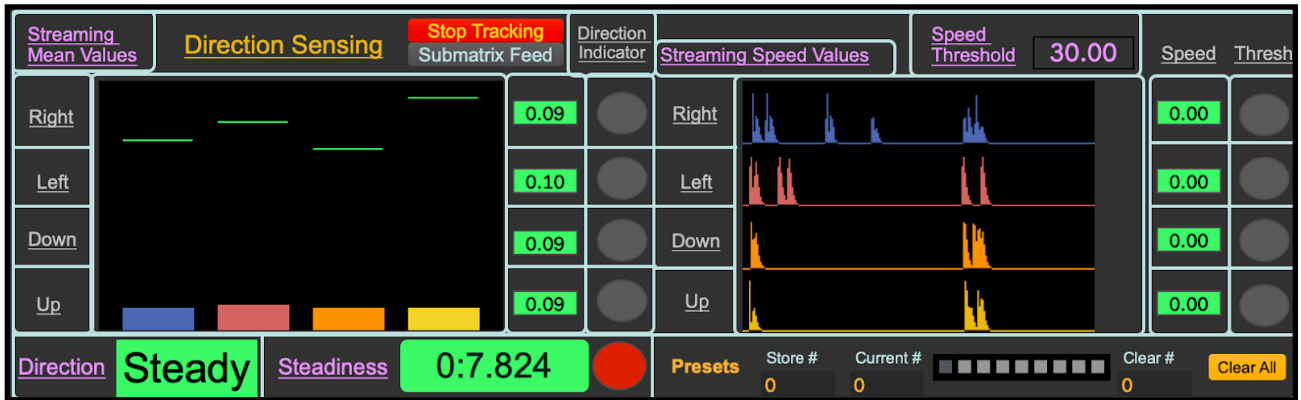 Streaming
Mean Values
Direction Sensing
Stop Tracking
Submatrix Feed
Direction
Indicator
Streaming Speed Values
Speed
Threshold
30.00
Speed
Thresh
Right
0.09
Right
0.00
Left
0.10
Left
0.00
Down
0.09
Down
0.00
Up
0.09
Up
0.00
Direction
Steady
Steadiness
0:7.824
Presets
Store #
0
Current #
0
Clear #
0
Clear All